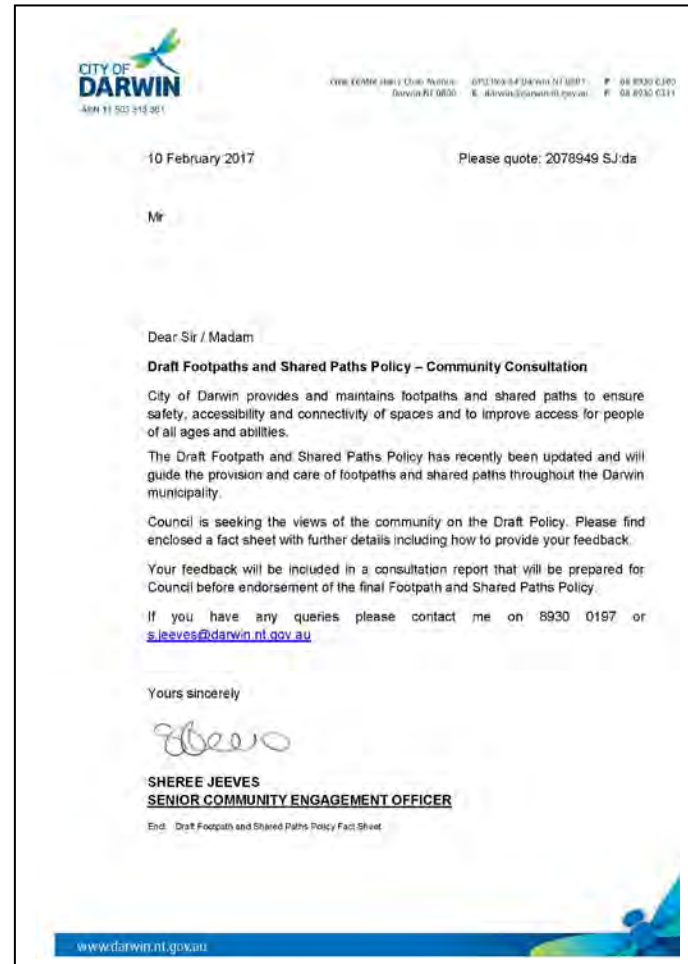 CITY OF
DARWIN
Darwin NT 0800
10 February 2017
Please quote: 2078949 SJ:da
Mr
Dear Sir / Madam
Draft Footpaths and Shared Paths Policy – Community Consultation
City of Darwin provides and maintains footpaths and shared paths to ensure
safety, accessibility and connectivity of spaces and to improve access for people
of all ages and abilities.
The Draft Footpath and Shared Paths Policy has recently been updated and will
guide the provision and care of footpaths and shared paths throughout the Darwin
municipality.
Council is seeking the views of the community on the Draft Policy. Please find
enclosed a fact sheet with further details including how to provide your feedback.
Your feedback will be included in a consultation report that will be prepared for
Council before endorsement of the final Footpath and Shared Paths Policy.
If you have any queries please contact me on 8930 0197 or
s.jeeves@darwin.nt.gov.au
Yours sincerely
SHEREE JEEVES
SENIOR COMMUNITY ENGAGEMENT OFFICER
Encl: Draft Footpath and Shared Paths Policy Fact Sheet
www.darwin.nt.gov.au